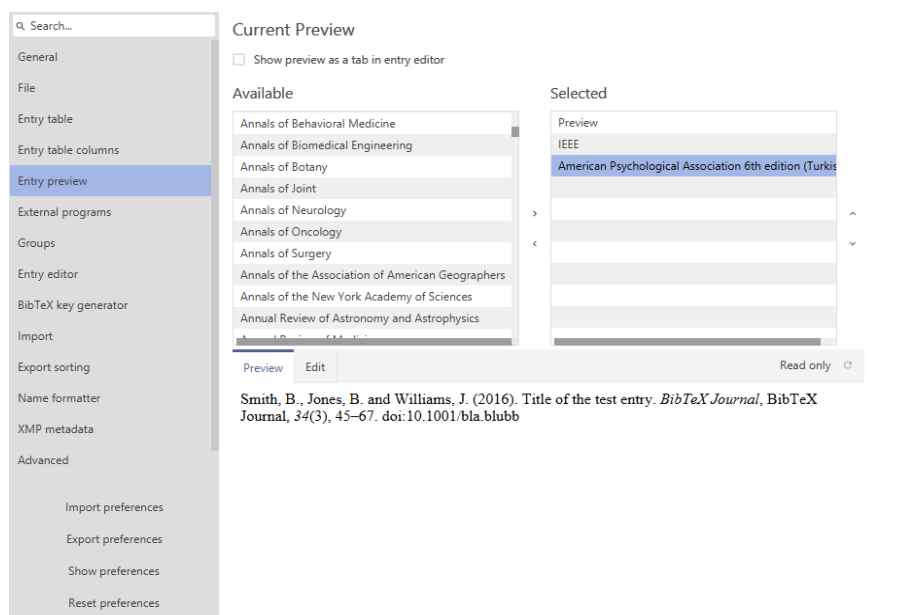 Search...
General
File
Entry table
Entry table columns
Entry preview
External programs
Groups
Entry editor
BibTeX key generator
Import
Export sorting
Name formatter
XMP metadata
Advanced
Import preferences
Export preferences
Show preferences
Reset preferences
Current Preview
Show preview as a tab in entry editor
Available
Annals of Behavioral Medicine
Annals of Biomedical Engineering
Annals of Botany
Annals of Joint
Annals of Neurology
Annals of Oncology
Annals of Surgery
Annals of the Association of American Geographers
Annals of the New York Academy of Sciences
Annual Review of Astronomy and Astrophysics
Selected
Preview
IEEE
American Psychological Association 6th edition (Turkis
Preview Edit Read only
Smith, B., Jones, B. and Williams, J. (2016). Title of the test entry. BibTeX Journal, BibTeX
Journal, 34(3), 45–67. doi:10.1001/bla.blubb